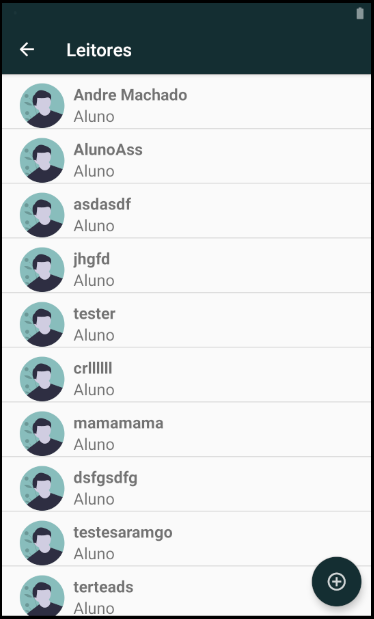 Leitores
Andre Machado
Aluno
AlunoAss
Aluno
asdasdf
Aluno
jhgfd
Aluno
tester
Aluno
crllllll
Aluno
mamamama
Aluno
dsfgsdfg
Aluno
testesaramgo
Aluno
terteads
Aluno